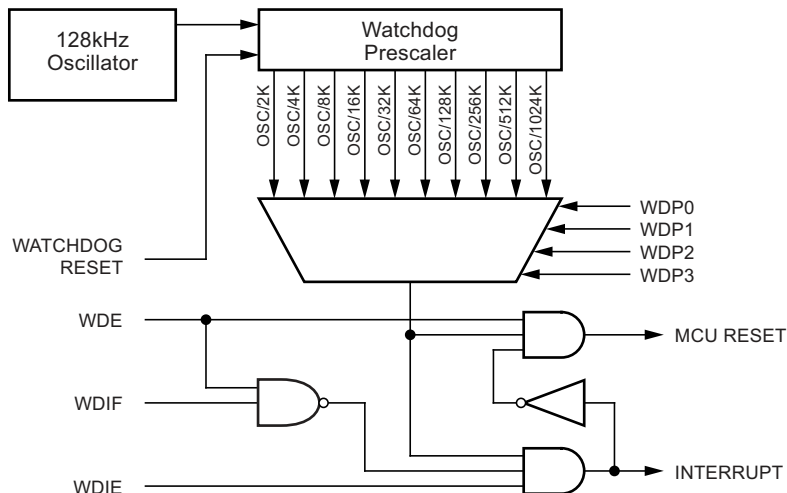 128kHz
Oscillator
Watchdog
Prescaler
OSC/2K
OSC/4K
OSC/8K
OSC/16K
OSC/32K
OSC/64K
OSC/128K
OSC/256K
OSC/512K
OSC/1024K
WDP0
WDP1
WDP2
WDP3
WATCHDOG
RESET
WDE
MCU RESET
WDIF
INTERRUPT
WDIE